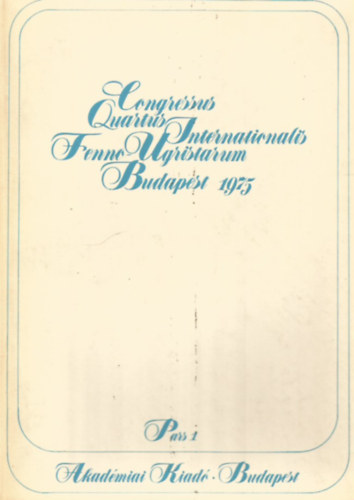 Congressus
Quartus Internationalis
Fenno-Ugristarum
Budapest 1975
Pars 1
Akadémiai Kiadó · Budapest